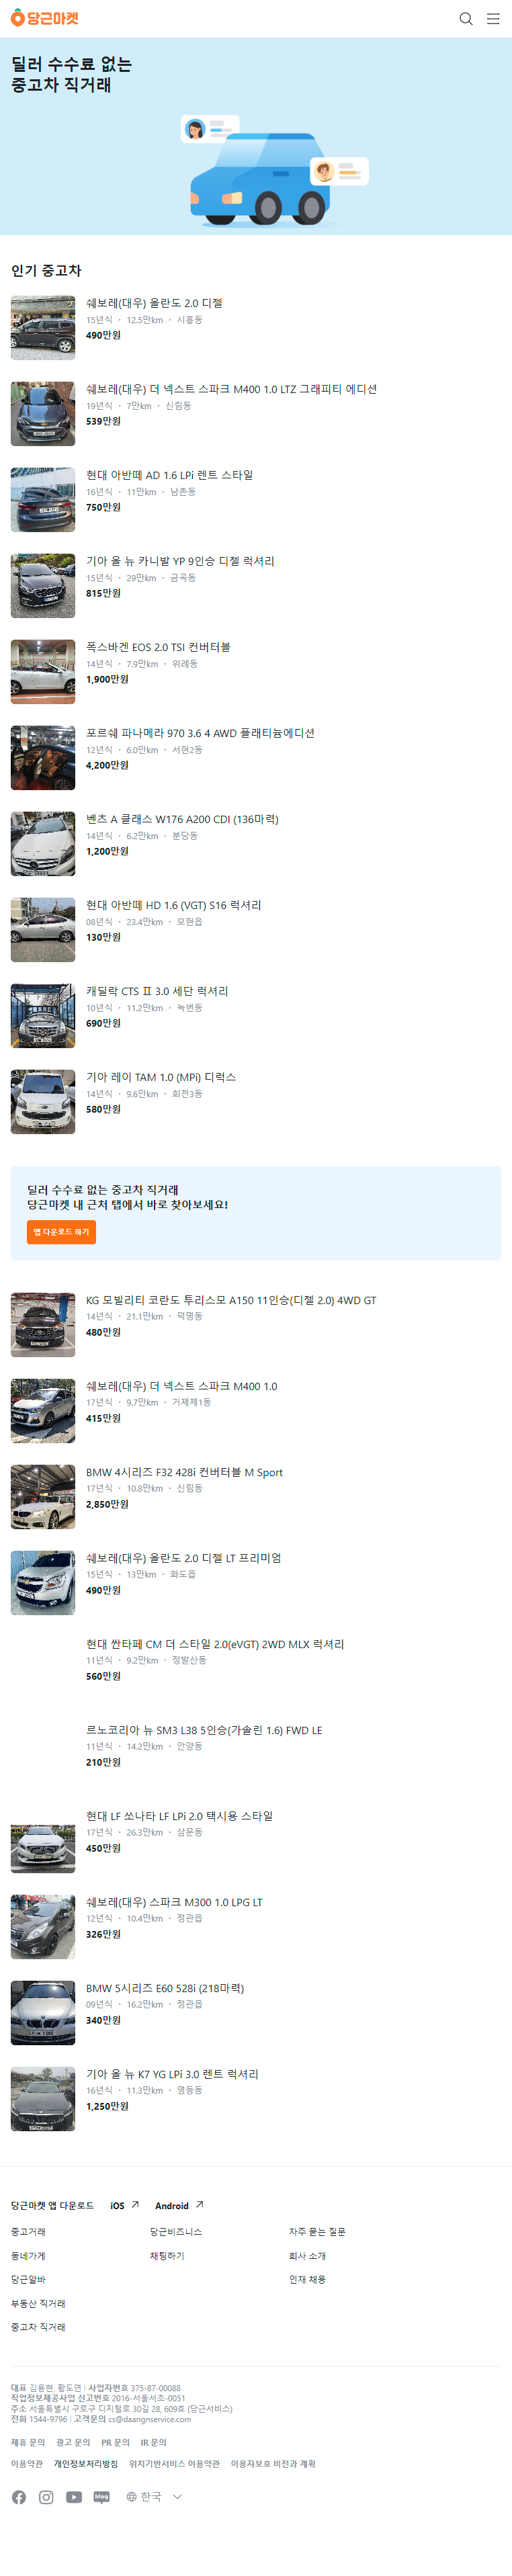 당근마켓
딜러 수수료 없는
중고차 직거래
인기 중고차
쉐보레(대우) 올란도 2.0 디젤
15년식 · 12.5만km · 시흥동
490만원
쉐보레(대우) 더 넥스트 스파크 M400 1.0 LTZ 그래피티 에디션
19년식 · 7만km · 신림동
539만원
현대 아반떼 AD 1.6 LPi 렌트 스타일
16년식 · 11만km · 남촌동
750만원
기아 올 뉴 카니발 YP 9인승 디젤 럭셔리
15년식 · 29만km · 금곡동
815만원
폭스바겐 EOS 2.0 TSI 컨버터블
14년식 · 7.9만km · 위례동
1,900만원
포르쉐 파나메라 970 3.6 4 AWD 플래티늄에디션
12년식 · 6.0만km · 서현2동
4,200만원
벤츠 A 클래스 W176 A200 CDI (136마력)
14년식 · 6.2만km · 분당동
1,200만원
현대 아반떼 HD 1.6 (VGT) S16 럭셔리
08년식 · 23.4만km · 모현읍
130만원
캐딜락 CTS Ⅱ 3.0 세단 럭셔리
10년식 · 11.2만km · 녹번동
690만원
기아 레이 TAM 1.0 (MPi) 디럭스
14년식 · 9.6만km · 회천3동
580만원
딜러 수수료 없는 중고차 직거래
당근마켓 내 근처 탭에서 바로 찾아보세요!
앱 다운로드 하기
KG 모빌리티 코란도 투리스모 A150 11인승(디젤 2.0) 4WD GT
14년식 · 21.1만km · 덕명동
480만원
쉐보레(대우) 더 넥스트 스파크 M400 1.0
17년식 · 9.7만km · 거제제1동
415만원
BMW 4시리즈 F32 428i 컨버터블 M Sport
17년식 · 10.8만km · 신림동
2,850만원
쉐보레(대우) 올란도 2.0 디젤 LT 프리미엄
15년식 · 13만km · 화도읍
490만원
현대 싼타페 CM 더 스타일 2.0(eVGT) 2WD MLX 럭셔리
11년식 · 9.2만km · 정발산동
560만원
르노코리아 뉴 SM3 L38 5인승(가솔린 1.6) FWD LE
11년식 · 14.2만km · 안양동
210만원
현대 LF 쏘나타 LF LPi 2.0 택시용 스타일
17년식 · 26.3만km · 삼문동
450만원
쉐보레(대우) 스파크 M300 1.0 LPG LT
12년식 · 10.4만km · 정관읍
326만원
BMW 5시리즈 E60 528i (218마력)
09년식 · 16.2만km · 정관읍
340만원
기아 올 뉴 K7 YG LPi 3.0 렌트 럭셔리
16년식 · 11.3만km · 영등동
1,250만원
당근마켓 앱 다운로드 iOS Android
중고거래 당근비즈니스 자주 묻는 질문
동네가게 채팅하기 회사 소개
당근알바 인재 채용
부동산 직거래
중고차 직거래
대표 김용현, 황도연 | 사업자번호 375-87-00088
직업정보제공사업 신고번호 2016-서울서초-0051
주소 서울특별시 구로구 디지털로 30길 28, 609호 (당근서비스)
전화 1544-9796 | 고객문의 cs@daangnservice.com
제휴 문의 광고 문의 PR 문의 IR 문의
이용약관 개인정보처리방침 위치기반서비스 이용약관 이용자보호 비전과 계획
blog 한국